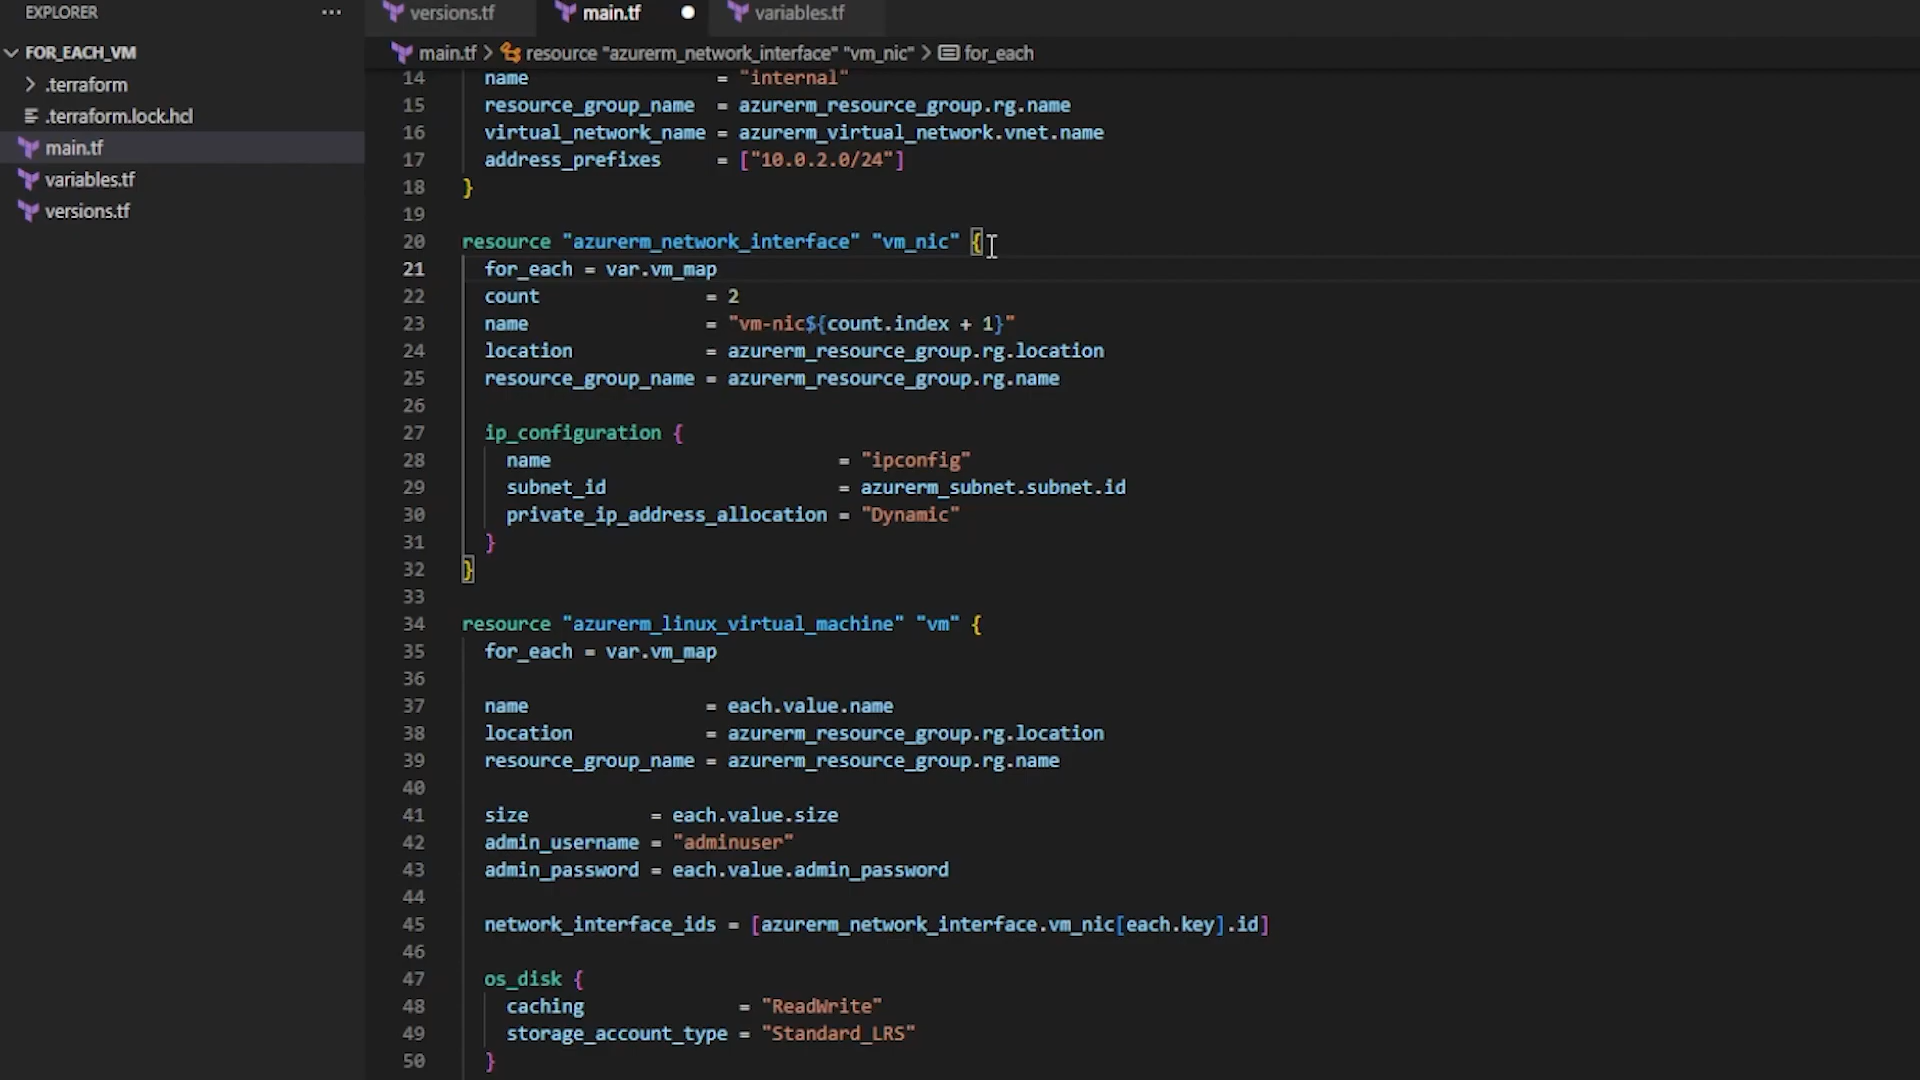 EXPLORER
...
FOR_EACH_VM
.terraform
.terraform.lock.hcl
main.tf
variables.tf
versions.tf
versions.tf
main.tf
variables.tf
main.tf > resource "azurerm_network_interface" "vm_nic" > for_each
14 name = "internal"
15 resource_group_name = azurerm_resource_group.rg.name
16 virtual_network_name = azurerm_virtual_network.vnet.name
17 address_prefixes = ["10.0.2.0/24"]
18 }
19
20 resource "azurerm_network_interface" "vm_nic" {
21 for_each = var.vm_map
22 count = 2
23 name = "vm-nic${count.index + 1}"
24 location = azurerm_resource_group.rg.location
25 resource_group_name = azurerm_resource_group.rg.name
26
27 ip_configuration {
28 name = "ipconfig"
29 subnet_id = azurerm_subnet.subnet.id
30 private_ip_address_allocation = "Dynamic"
31 }
32 }
33
34 resource "azurerm_linux_virtual_machine" "vm" {
35 for_each = var.vm_map
36
37 name = each.value.name
38 location = azurerm_resource_group.rg.location
39 resource_group_name = azurerm_resource_group.rg.name
40
41 size = each.value.size
42 admin_username = "adminuser"
43 admin_password = each.value.admin_password
44
45 network_interface_ids = [azurerm_network_interface.vm_nic[each.key].id]
46
47 os_disk {
48 caching = "ReadWrite"
49 storage_account_type = "Standard_LRS"
50 }